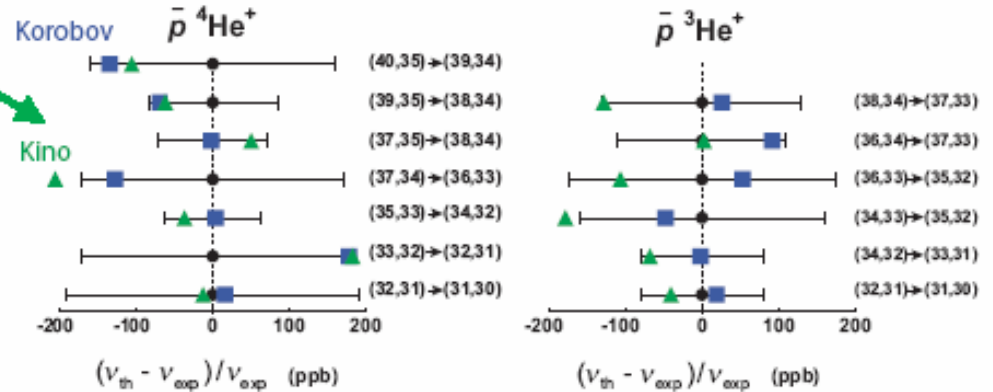 Korobov
p̄ ⁴He⁺
p̄ ³He⁺
Kino
(40,35)→(39,34)
(39,35)→(38,34)
(37,35)→(38,34)
(37,34)→(36,33)
(35,33)→(34,32)
(33,32)→(32,31)
(32,31)→(31,30)
(38,34)→(37,33)
(36,34)→(37,33)
(36,33)→(35,32)
(34,33)→(35,32)
(34,32)→(33,31)
(32,31)→(31,30)
-200 -100 0 100 200
-200 -100 0 100 200
(ν_th - ν_exp)/ν_exp (ppb)
(ν_th - ν_exp)/ν_exp (ppb)